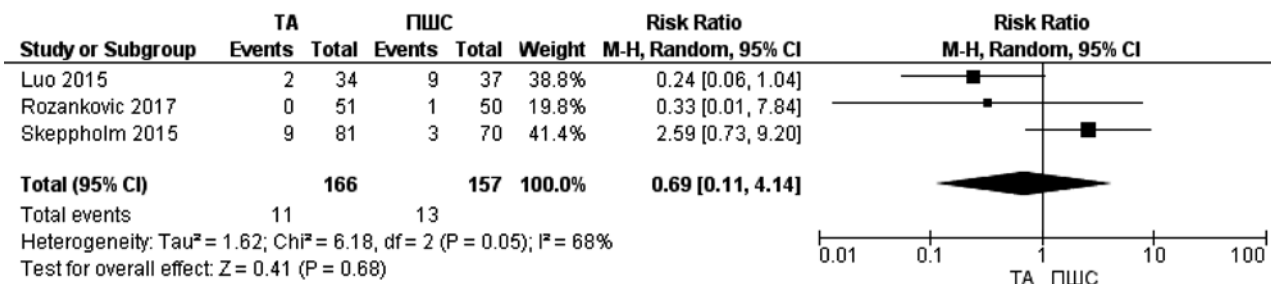 TA ПШС Risk Ratio Risk Ratio
Study or Subgroup Events Total Events Total Weight M-H, Random, 95% CI M-H, Random, 95% CI
Luo 2015 2 34 9 37 38.8% 0.24 [0.06, 1.04]
Rozankovic 2017 0 51 1 50 19.8% 0.33 [0.01, 7.84]
Skeppholm 2015 9 81 3 70 41.4% 2.59 [0.73, 9.20]
Total (95% CI) 166 157 100.0% 0.69 [0.11, 4.14]
Total events 11 13
Heterogeneity: Tau² = 1.62; Chi² = 6.18, df = 2 (P = 0.05); I² = 68%
Test for overall effect: Z = 0.41 (P = 0.68)
0.01 0.1 1 10 100
TA ПШС